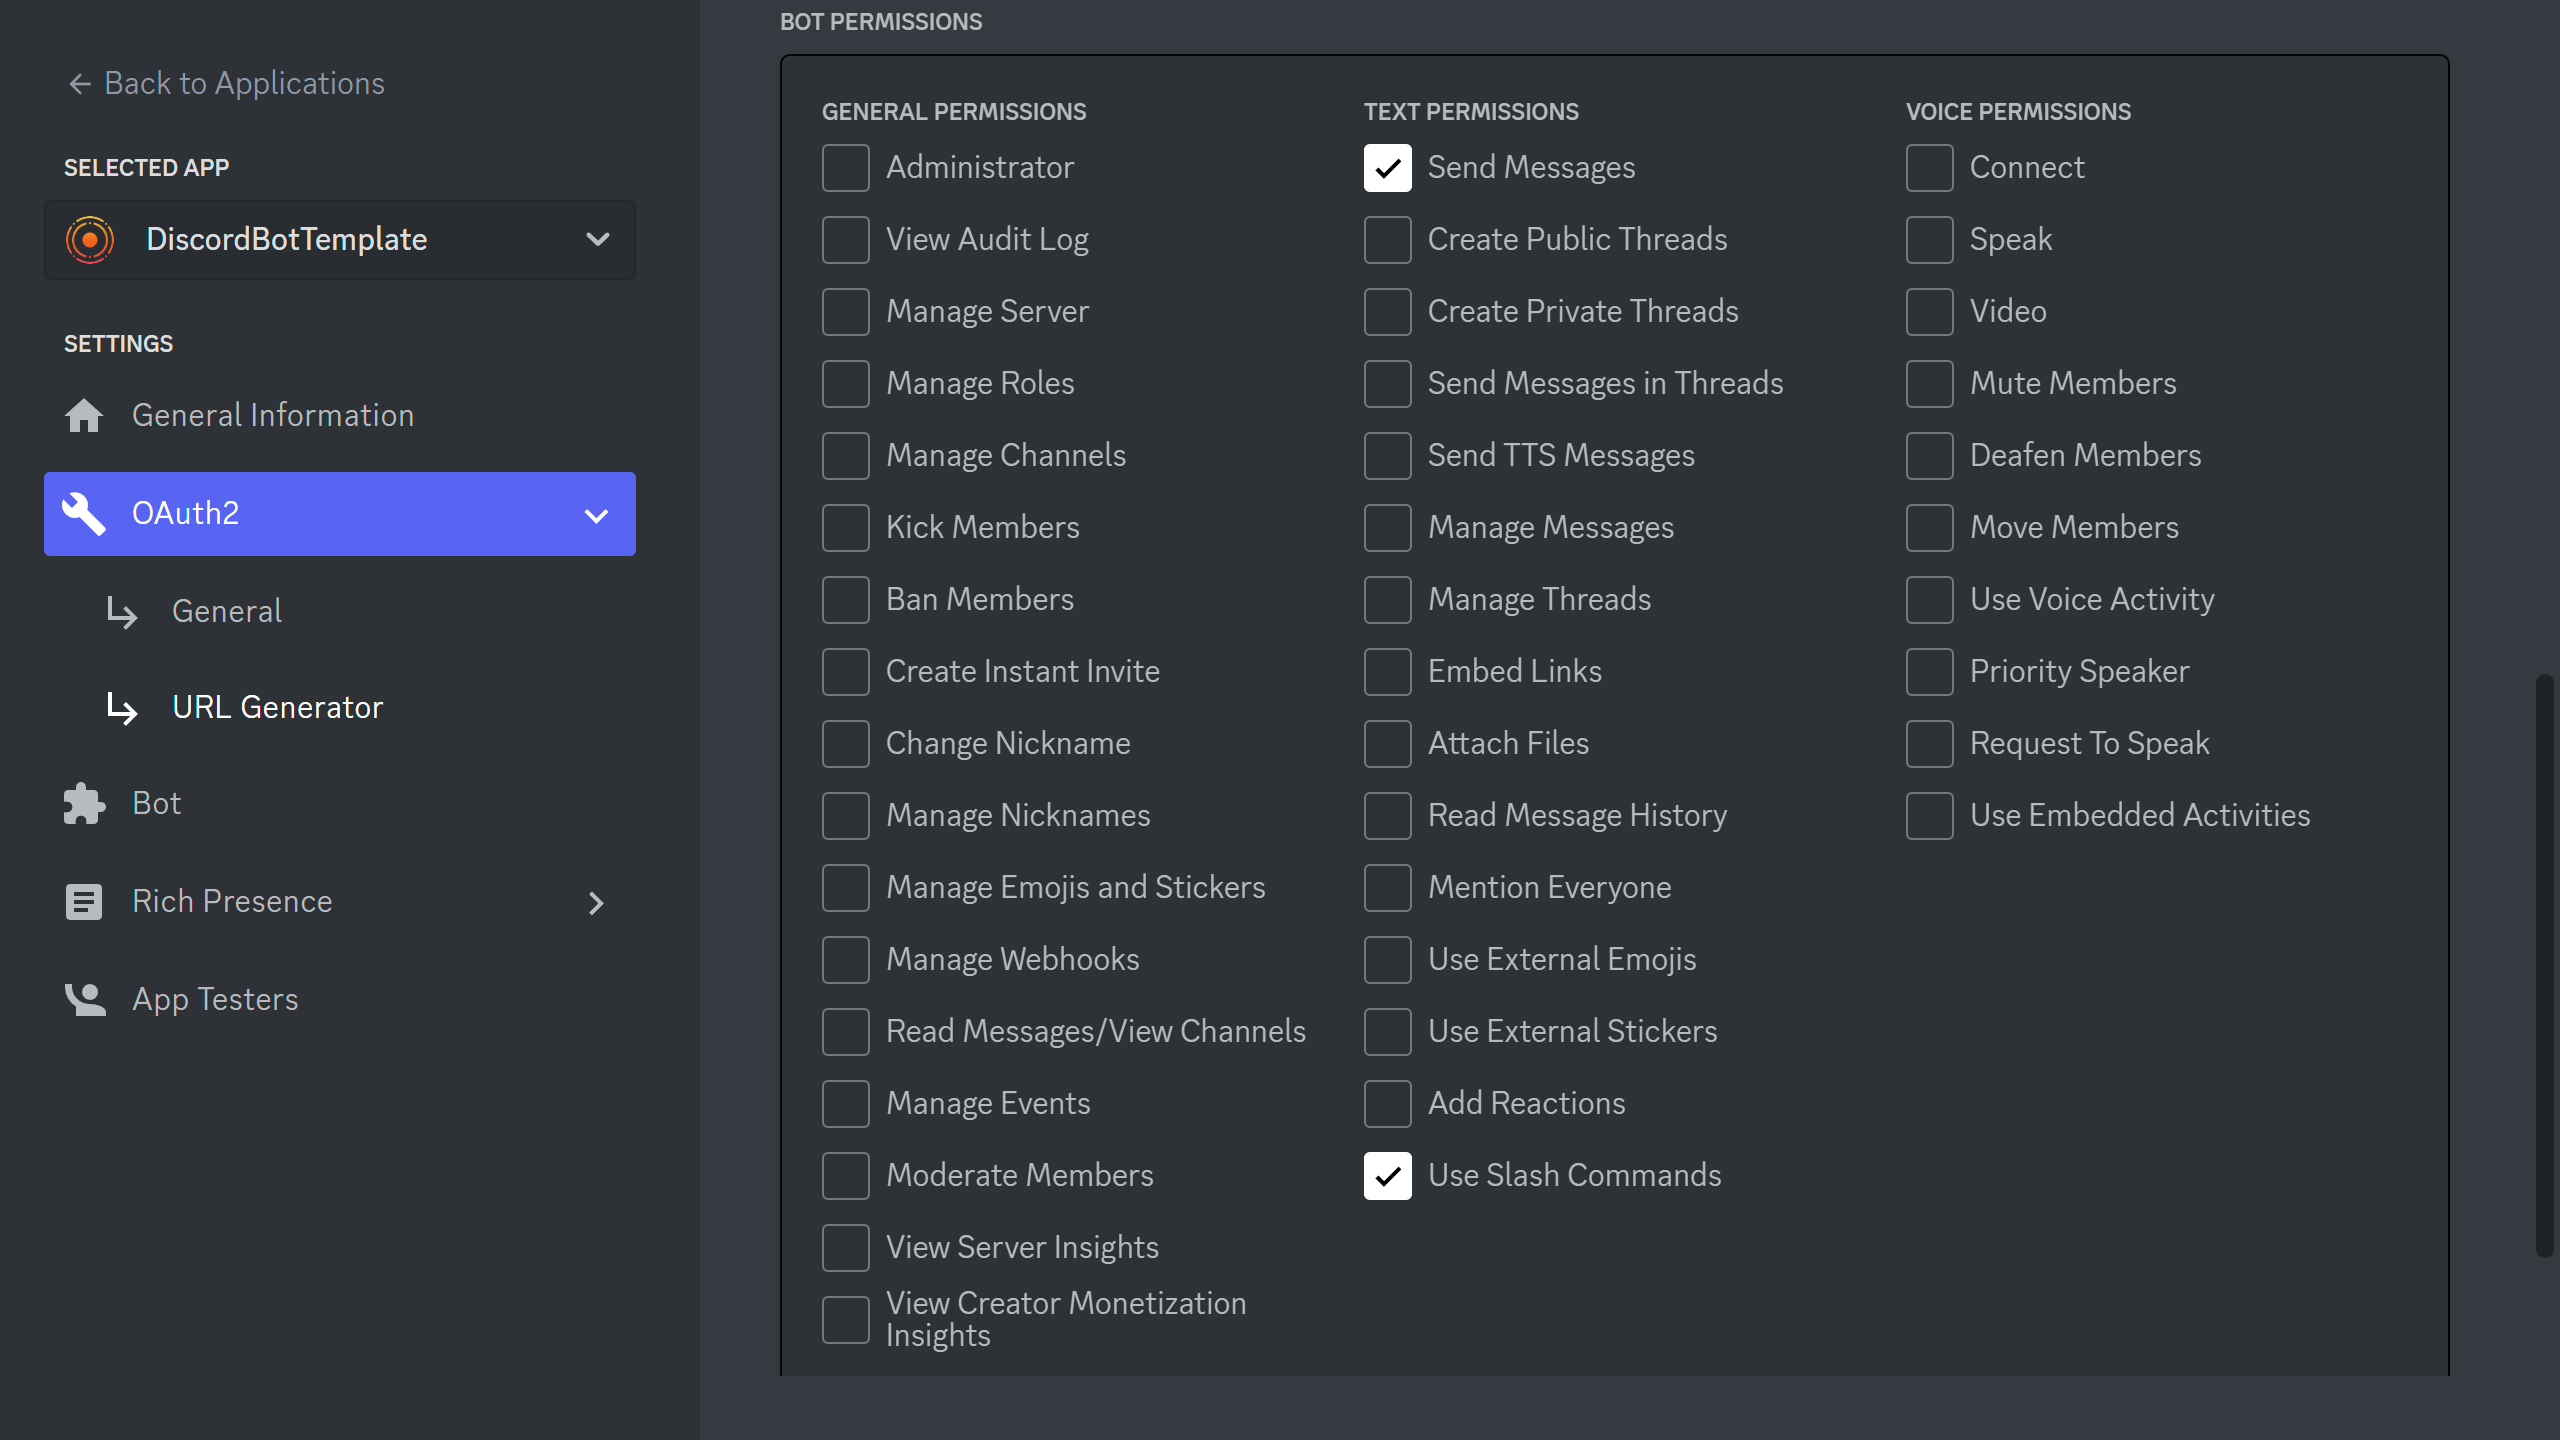 Back to Applications
SELECTED APP
DiscordBotTemplate
SETTINGS
General Information
OAuth2
General
URL Generator
Bot
Rich Presence
App Testers
BOT PERMISSIONS
GENERAL PERMISSIONS
Administrator
View Audit Log
Manage Server
Manage Roles
Manage Channels
Kick Members
Ban Members
Create Instant Invite
Change Nickname
Manage Nicknames
Manage Emojis and Stickers
Manage Webhooks
Read Messages/View Channels
Manage Events
Moderate Members
View Server Insights
View Creator Monetization
Insights
TEXT PERMISSIONS
Send Messages
Create Public Threads
Create Private Threads
Send Messages in Threads
Send TTS Messages
Manage Messages
Manage Threads
Embed Links
Attach Files
Read Message History
Mention Everyone
Use External Emojis
Use External Stickers
Add Reactions
Use Slash Commands
VOICE PERMISSIONS
Connect
Speak
Video
Mute Members
Deafen Members
Move Members
Use Voice Activity
Priority Speaker
Request To Speak
Use Embedded Activities